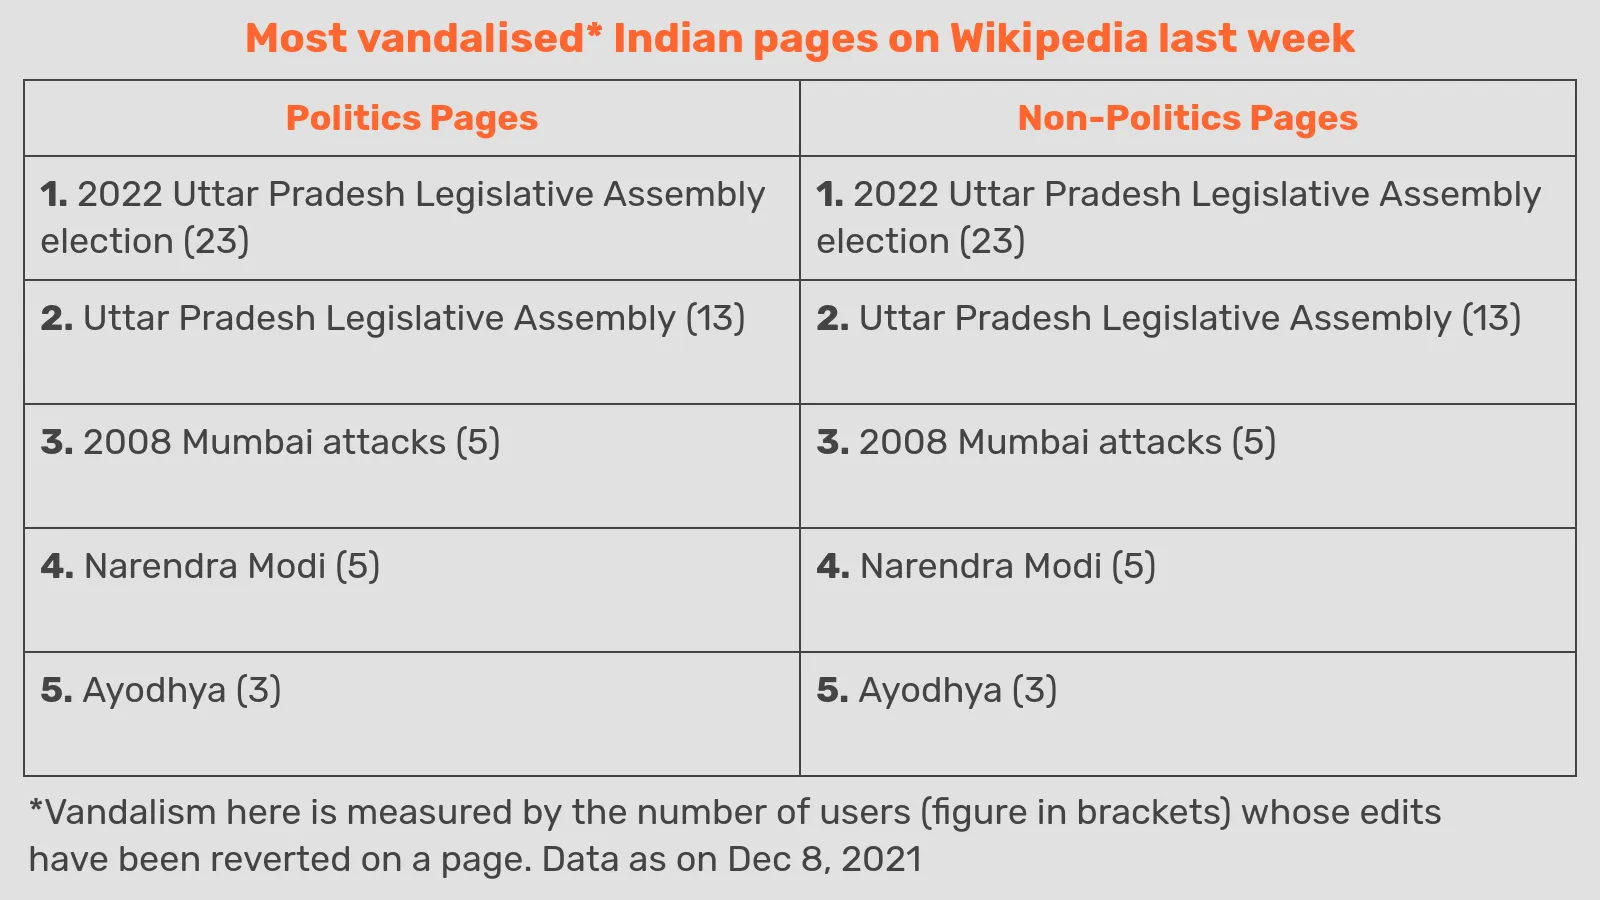 Most vandalised* Indian pages on Wikipedia last week
Politics Pages
Non-Politics Pages
1. 2022 Uttar Pradesh Legislative Assembly
election (23)
1. 2022 Uttar Pradesh Legislative Assembly
election (23)
2. Uttar Pradesh Legislative Assembly (13)
2. Uttar Pradesh Legislative Assembly (13)
3. 2008 Mumbai attacks (5)
3. 2008 Mumbai attacks (5)
4. Narendra Modi (5)
4. Narendra Modi (5)
5. Ayodhya (3)
5. Ayodhya (3)
*Vandalism here is measured by the number of users (figure in brackets) whose edits
have been reverted on a page. Data as on Dec 8, 2021